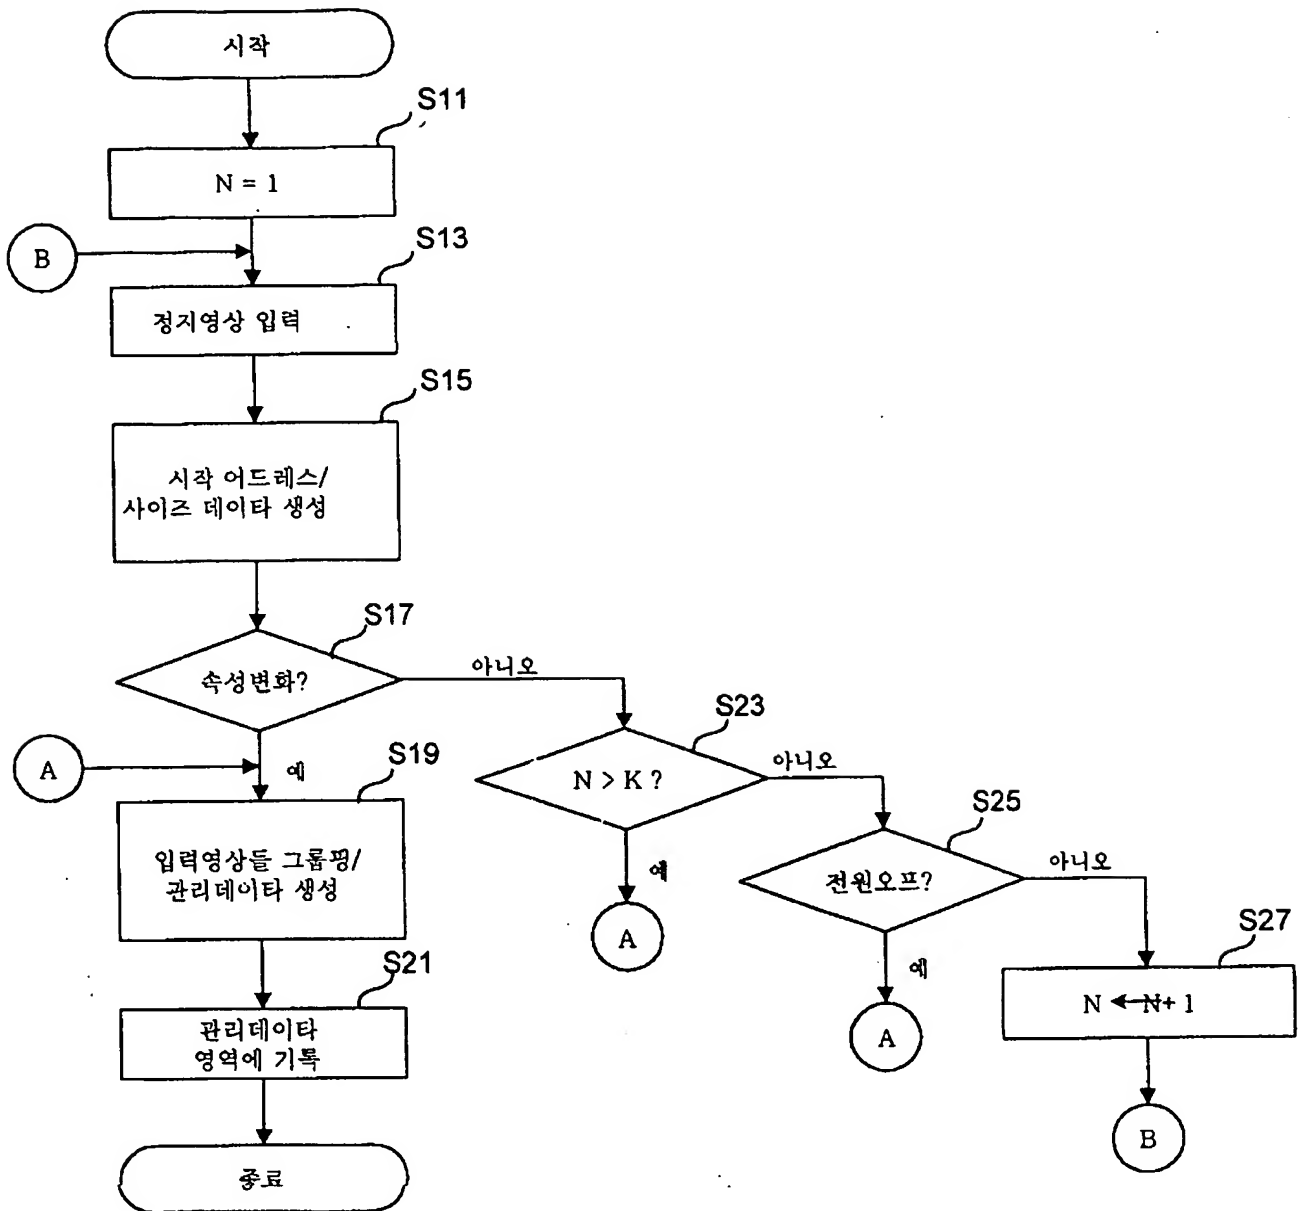 시작
S11
N = 1
B
S13
정지영상 입력
S15
시작 어드레스/
사이즈 데이타 생성
S17
속성변화?
아니오
S23
N > K ?
아니오
A
예
S19
S25
입력영상들 그룹핑/
관리데이타 생성
예
전원오프?
아니오
A
S27
S21
예
N ← N+ 1
관리데이타
영역에 기록
A
B
종료